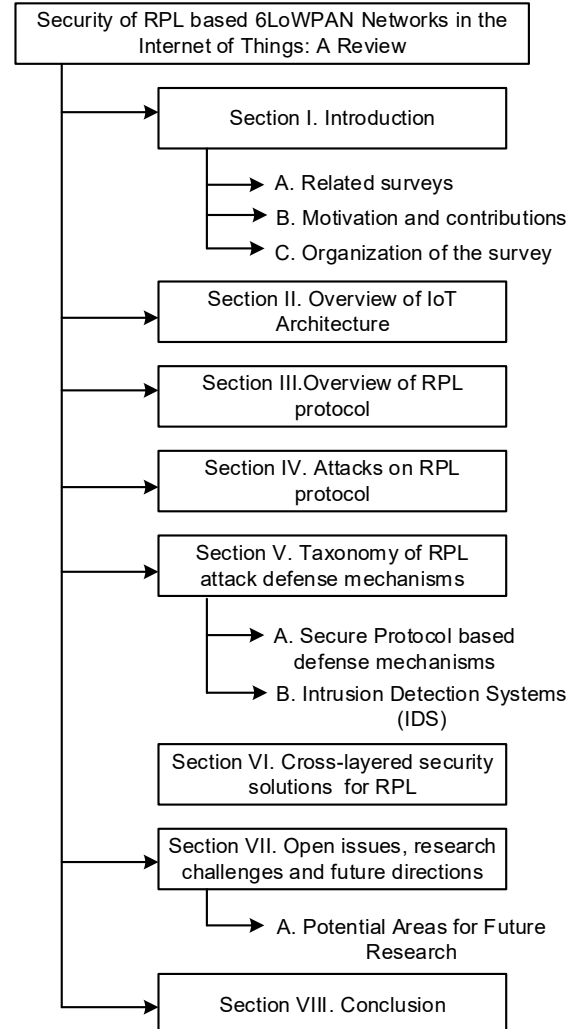 Security of RPL based 6LoWPAN Networks in the
Internet of Things: A Review
Section I. Introduction
A. Related surveys
B. Motivation and contributions
C. Organization of the survey
Section II. Overview of IoT
Architecture
Section III.Overview of RPL
protocol
Section IV. Attacks on RPL
protocol
Section V. Taxonomy of RPL
attack defense mechanisms
A. Secure Protocol based
defense mechanisms
B. Intrusion Detection Systems
(IDS)
Section VI. Cross-layered security
solutions for RPL
Section VII. Open issues, research
challenges and future directions
A. Potential Areas for Future
Research
Section VIII. Conclusion